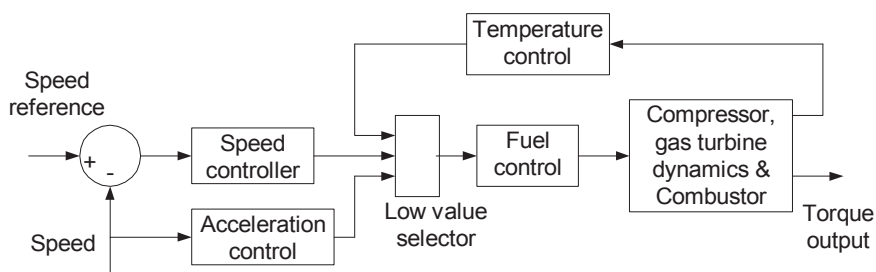 Temperature
control
Speed
reference
+
-
Speed
controller
Fuel
control
Compressor,
gas turbine
dynamics &
Combustor
Low value
selector
Speed
Acceleration
control
Torque
output